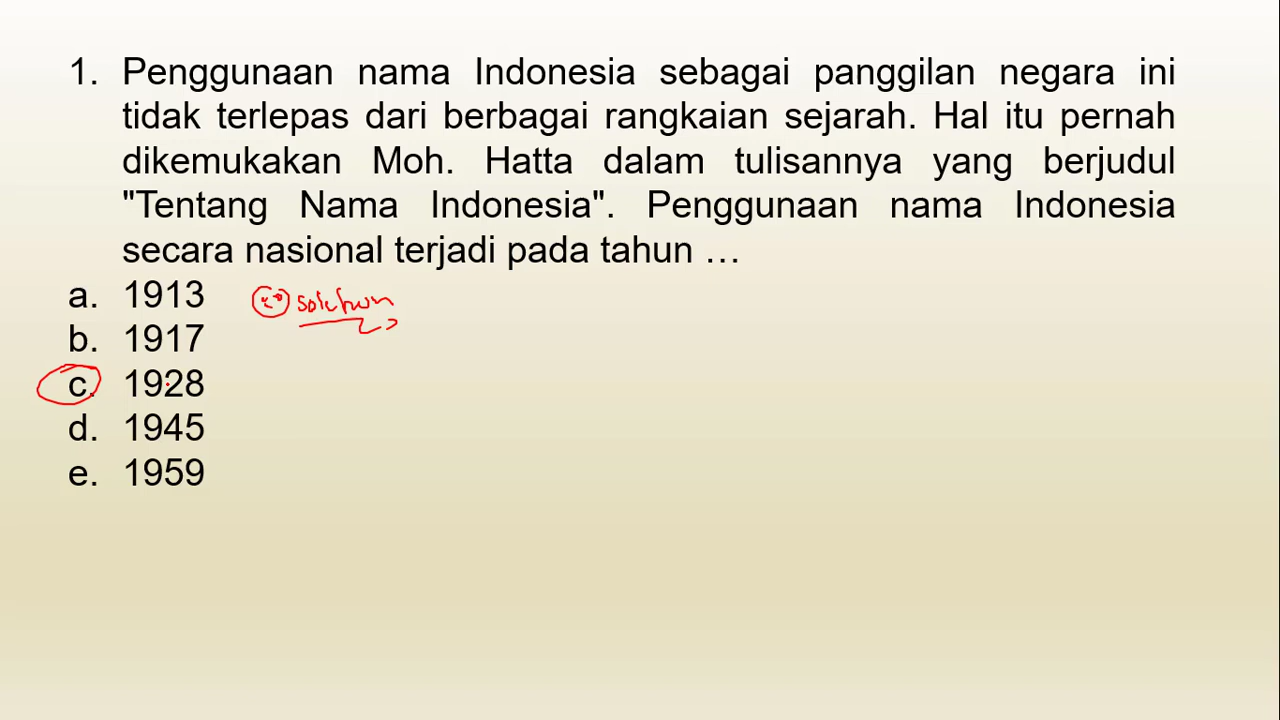 1. Penggunaan nama Indonesia sebagai panggilan negara ini
tidak terlepas dari berbagai rangkaian sejarah. Hal itu pernah
dikemukakan Moh. Hatta dalam tulisannya yang berjudul
"Tentang Nama Indonesia". Penggunaan nama Indonesia
secara nasional terjadi pada tahun …
a. 1913
b. 1917
c. 1928
d. 1945
e. 1959